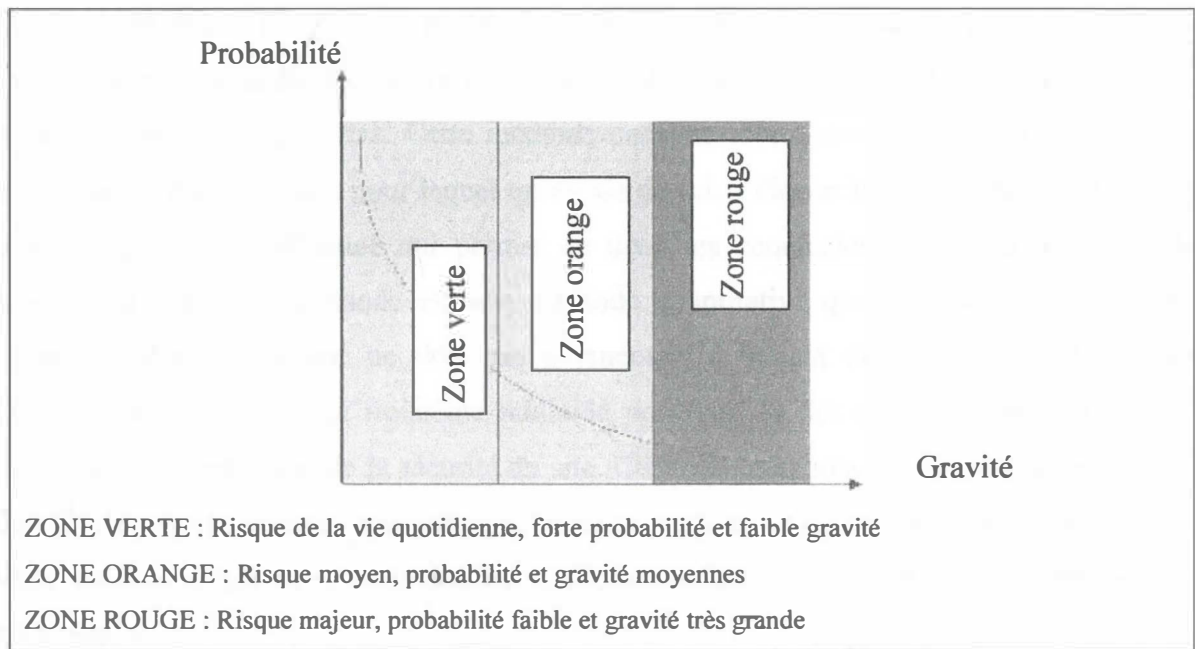 Probabilité
Zone verte
Zone orange
Zone rouge
Gravité
ZONE VERTE : Risque de la vie quotidienne, forte probabilité et faible gravité
ZONE ORANGE : Risque moyen, probabilité et gravité moyennes
ZONE ROUGE : Risque majeur, probabilité faible et gravité très grande